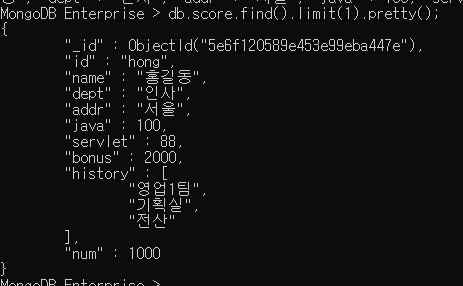 MongoDB Enterprise > db.score.find().limit(1).pretty();
{
"_id" : ObjectId("5e6f120589e453e99eba447e"),
"id" : "hong",
"name" : "홍길동",
"dept" : "인사",
"addr" : "서울",
"java" : 100,
"servlet" : 88,
"bonus" : 2000,
"history" : [
"영업1팀",
"기획실",
"전산"
],
"num" : 1000
}
MongoDB Enterprise >